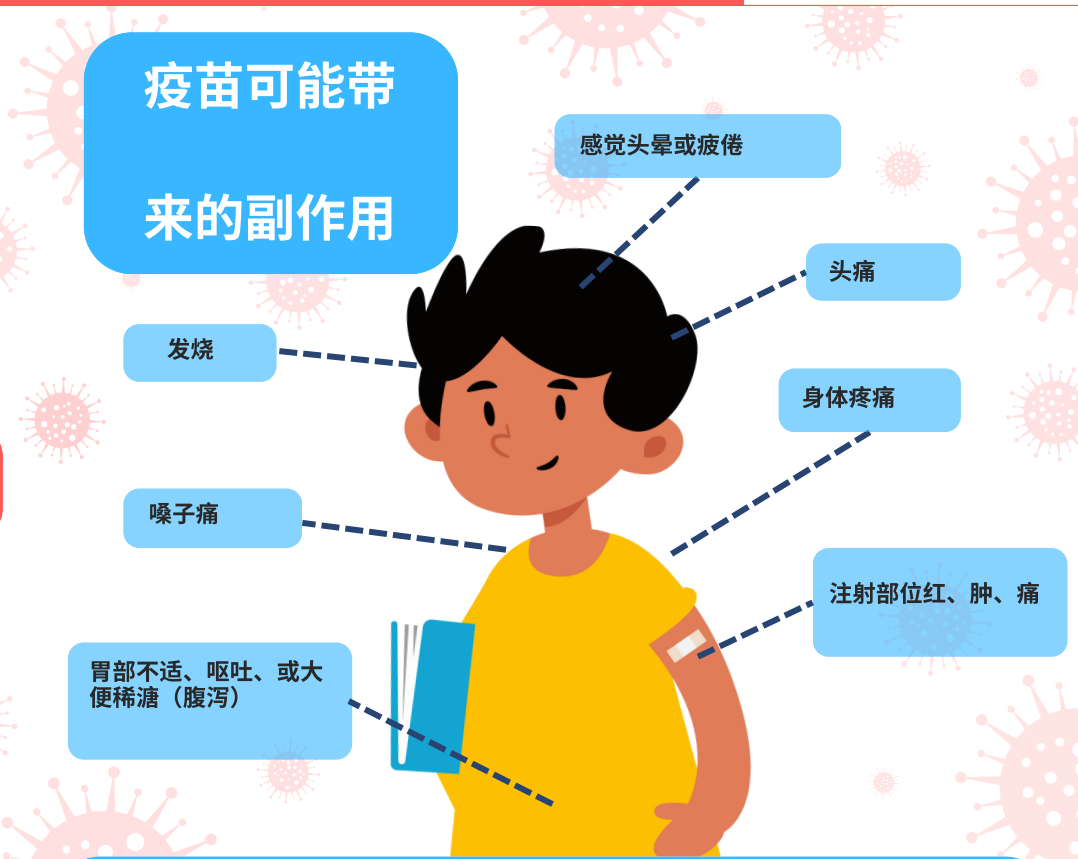 疫苗可能带
来的副作用
感觉头晕或疲倦
头痛
发烧
身体疼痛
嗓子痛
注射部位红、肿、痛
胃部不适、呕吐、或大
便稀溏（腹泻）